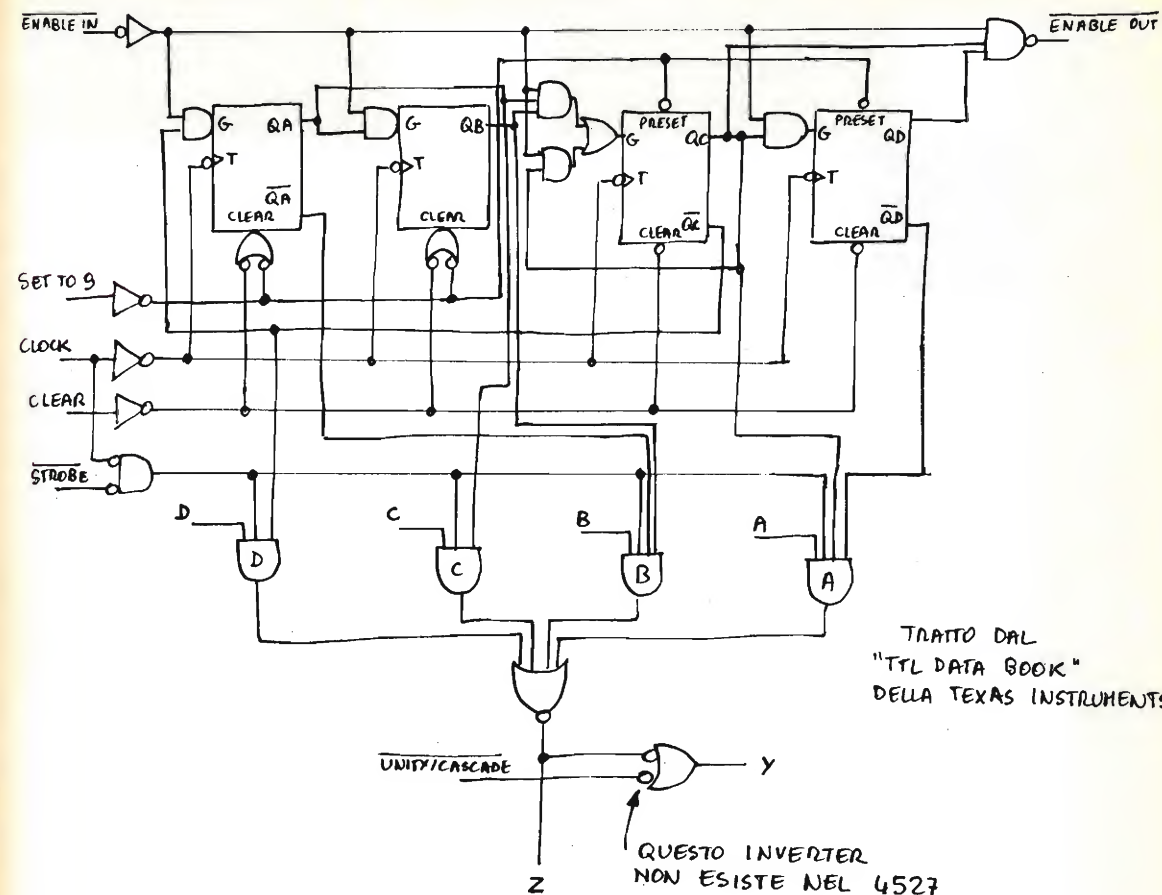 ENABLE IN
ENABLE OUT
G QA
T
QA
CLEAR
G QB
T
CLEAR
PRESET
G QC
T
QC
CLEAR
PRESET
G QD
T
QD
CLEAR
SET TO 9
CLOCK
CLEAR
STROBE
D
C
B
A
D
C
B
A
TRATTO DAL
"TTL DATA BOOK"
DELLA TEXAS INSTRUMENTS
UNITY/CASCADE
Y
QUESTO INVERTER
NON ESISTE NEL 4527
Z